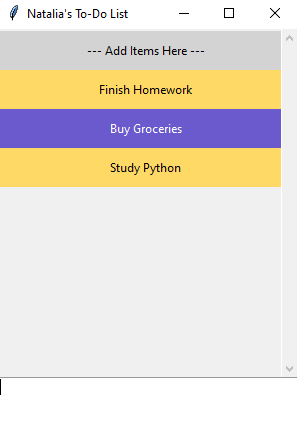 Natalia's To-Do List
--- Add Items Here ---
Finish Homework
Buy Groceries
Study Python